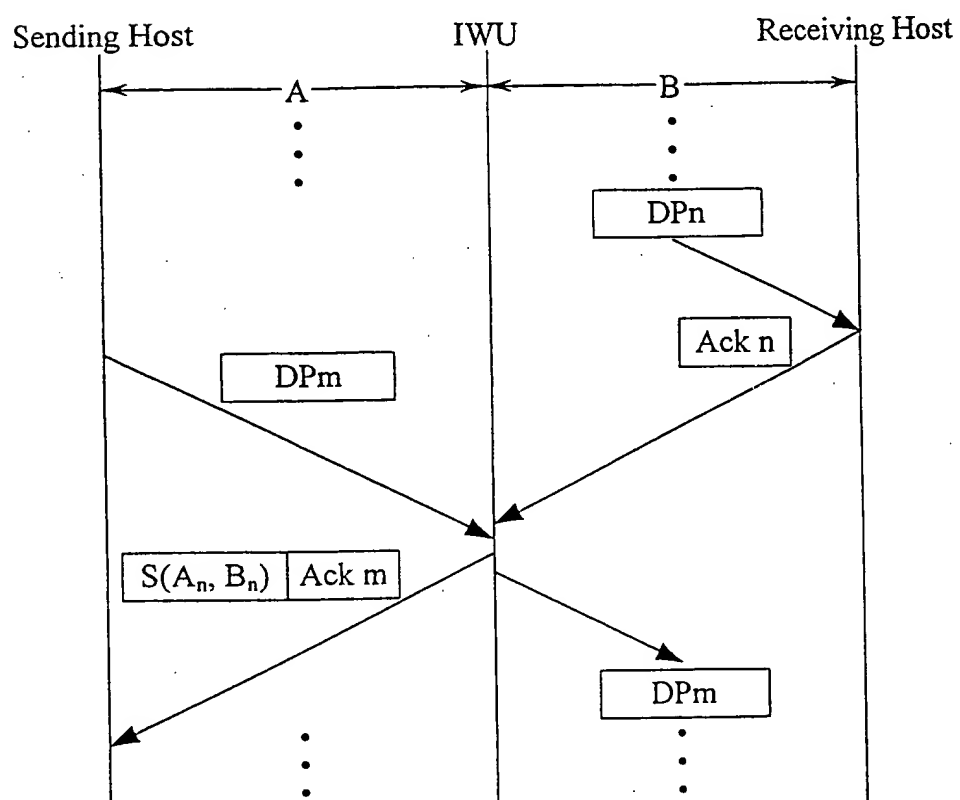 Sending Host
IWU
Receiving Host
A
B
DPn
Ack n
DPm
S(Aₙ, Bₙ) Ack m
DPm